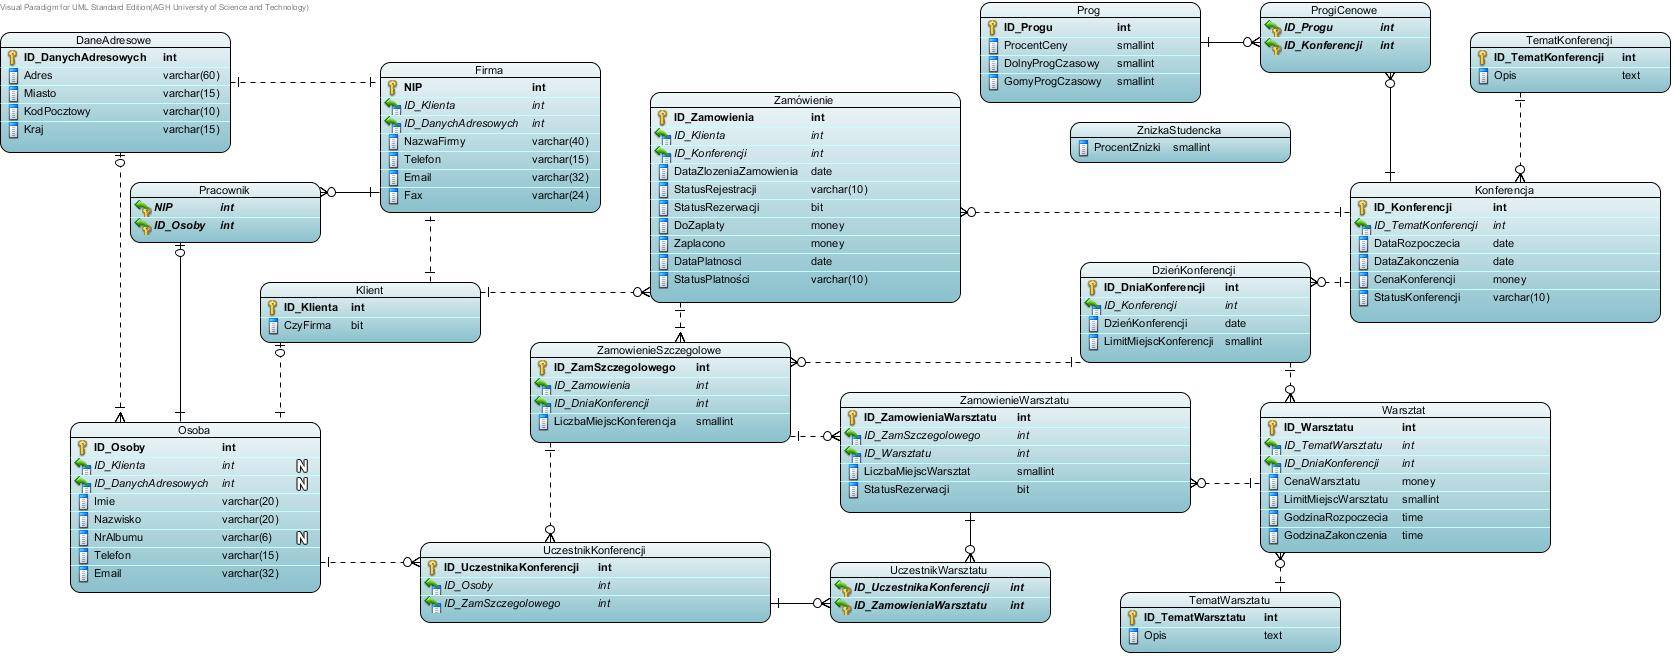 Visual Paradigm for UML Standard Edition(AGH University of Science and Technology)
DaneAdresowe
ID_DanychAdresowych int
Adres varchar(60)
Miasto varchar(15)
KodPocztowy varchar(10)
Kraj varchar(15)
Firma
NIP int
ID_Klienta int
ID_DanychAdresowych int
NazwaFirmy varchar(40)
Telefon varchar(15)
Email varchar(32)
Fax varchar(24)
Pracownik
NIP int
ID_Osoby int
Klient
ID_Klienta int
CzyFirma bit
Osoba
ID_Osoby int
ID_Klienta int N
ID_DanychAdresowych int N
Imie varchar(20)
Nazwisko varchar(20)
NrAlbumu varchar(6) N
Telefon varchar(15)
Email varchar(32)
Zamówienie
ID_Zamowienia int
ID_Klienta int
ID_Konferencji int
DataZlozeniaZamowienia date
StatusRejestracji varchar(10)
StatusRezerwacji bit
DoZaplaty money
Zaplacono money
DataPlatnosci date
StatusPlatności varchar(10)
ZamowienieSzczegolowe
ID_ZamSzczegolowego int
ID_Zamowienia int
ID_DniaKonferencji int
LiczbaMiejscKonferencja smallint
UczestnikKonferencji
ID_UczestnikaKonferencji int
ID_Osoby int
ID_ZamSzczegolowego int
ZamowienieWarsztatu
ID_ZamowieniaWarsztatu int
ID_ZamSzczegolowego int
ID_Warsztatu int
LiczbaMiejscWarsztat smallint
StatusRezerwacji bit
UczestnikWarsztatu
ID_UczestnikaKonferencji int
ID_ZamowieniaWarsztatu int
Prog
ID_Progu int
ProcentCeny smallint
DolnyProgCzasowy smallint
GornyProgCzasowy smallint
ProgiCenowe
ID_Progu int
ID_Konferencji int
TematKonferencji
ID_TematKonferencji int
Opis text
ZnizkaStudencka
ProcentZnizki smallint
Konferencja
ID_Konferencji int
ID_TematKonferencji int
DataRozpoczecia date
DataZakonczenia date
CenaKonferencji money
StatusKonferencji varchar(10)
DzieńKonferencji
ID_DniaKonferencji int
ID_Konferencji int
DzieńKonferencji date
LimitMiejscKonferencji smallint
Warsztat
ID_Warsztatu int
ID_TematWarsztatu int
ID_DniaKonferencji int
CenaWarsztatu money
LimitMiejscWarsztatu smallint
GodzinaRozpoczecia time
GodzinaZakonczenia time
TematWarsztatu
ID_TematWarsztatu int
Opis text